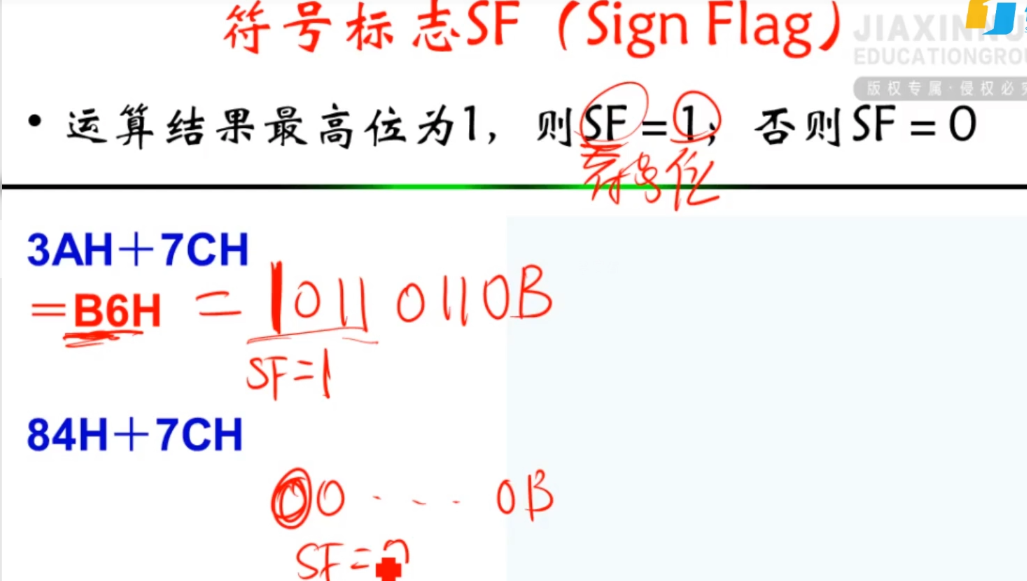 符号标志SF（Sign Flag）
JIAXINHU
EDUCATIONGROU
版权专属·侵权必究
• 运算结果最高位为1，则SF=1；否则SF=0
符号位
3AH＋7CH
＝B6H = 1011 0110B
SF=1
84H＋7CH
00 ····· 0B
SF=0